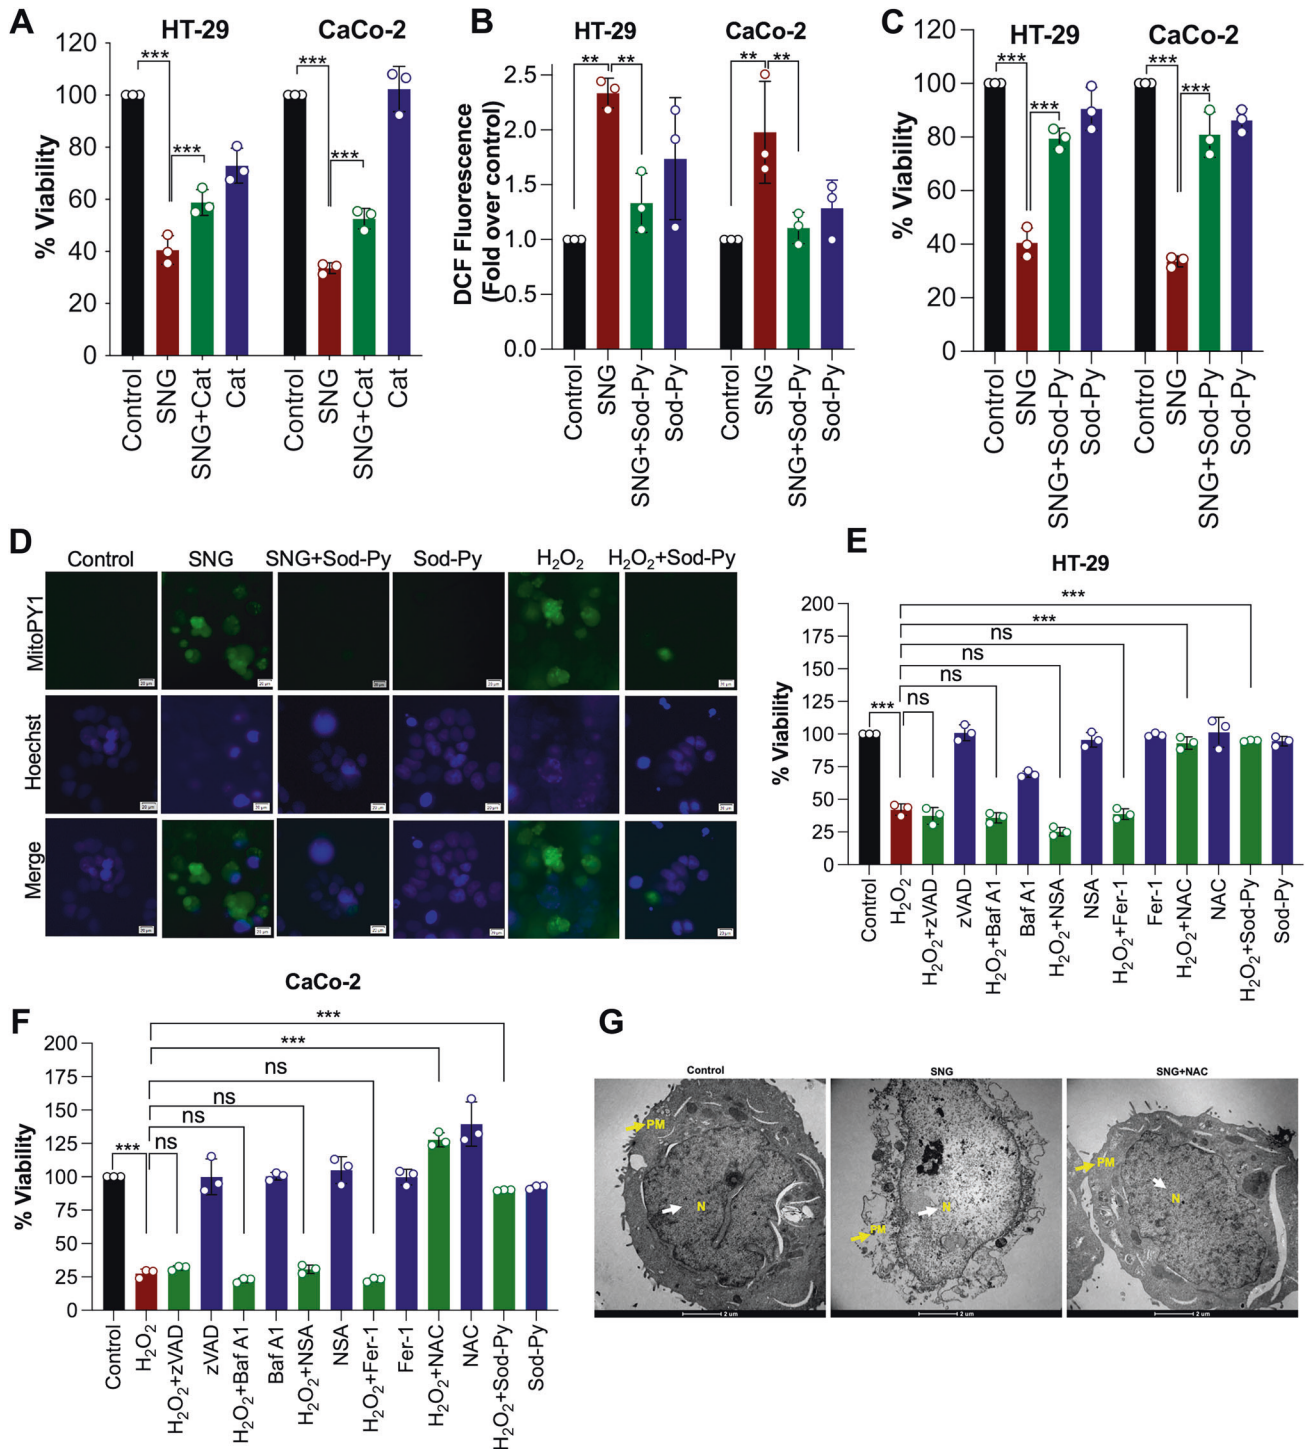 A
HT-29
CaCo-2
% Viability
120
100
80
60
40
20
0
*** *** *** ***
Control
SNG
SNG+Cat
Cat
Control
SNG
SNG+Cat
Cat
B
HT-29
CaCo-2
DCF Fluorescence
(Fold over control)
2.5
2.0
1.5
1.0
0.5
0.0
** ** ** **
Control
SNG
SNG+Sod-Py
Sod-Py
Control
SNG
SNG+Sod-Py
Sod-Py
C
HT-29
CaCo-2
% Viability
120
100
80
60
40
20
0
*** *** *** ***
Control
SNG
SNG+Sod-Py
Sod-Py
Control
SNG
SNG+Sod-Py
Sod-Py
D
Control SNG SNG+Sod-Py Sod-Py H₂O₂ H₂O₂+Sod-Py
MitoPY1
Hoechst
Merge
20 µm
E
HT-29
% Viability
200
175
150
125
100
75
50
25
0
***
***
ns
ns
ns
*** ns
Control
H₂O₂
H₂O₂+zVAD
zVAD
H₂O₂+Baf A1
Baf A1
H₂O₂+NSA
NSA
H₂O₂+Fer-1
Fer-1
H₂O₂+NAC
NAC
H₂O₂+Sod-Py
Sod-Py
F
CaCo-2
% Viability
200
175
150
125
100
75
50
25
0
***
***
ns
ns
ns
*** ns
Control
H₂O₂
H₂O₂+zVAD
zVAD
H₂O₂+Baf A1
Baf A1
H₂O₂+NSA
NSA
H₂O₂+Fer-1
Fer-1
H₂O₂+NAC
NAC
H₂O₂+Sod-Py
Sod-Py
G
Control SNG SNG+NAC
PM
N
2 um
PM
N
2 um
PM
N
2 um